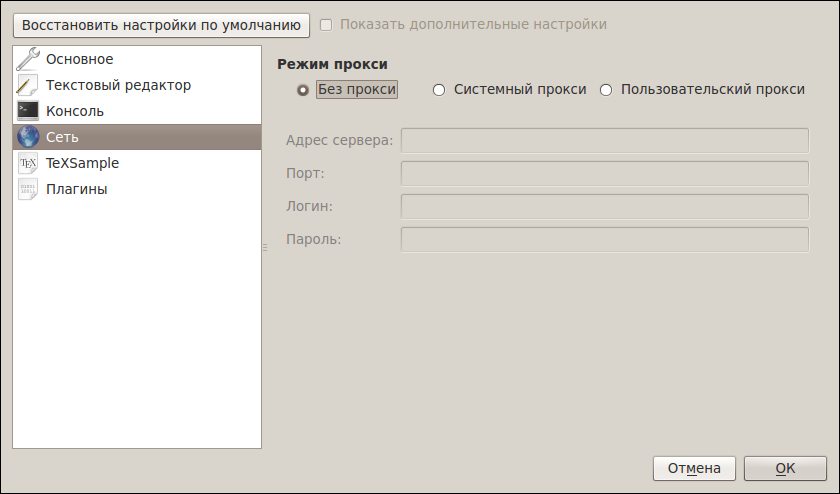 Восстановить настройки по умолчанию Показать дополнительные настройки
Основное
Текстовый редактор
Консоль
Сеть
TeXSample
Плагины
Режим прокси
Без прокси Системный прокси Пользовательский прокси
Адрес сервера:
Порт:
Логин:
Пароль:
Отмена ОК